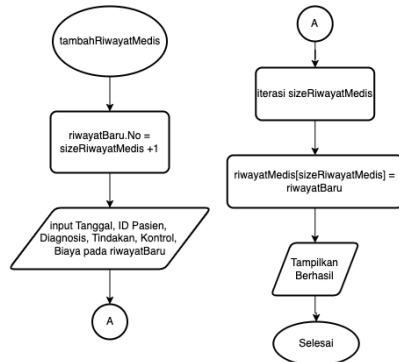 tambahRiwayatMedis
riwayatBaru.No =
sizeRiwayatMedis +1
input Tanggal, ID Pasien,
Diagnosis, Tindakan, Kontrol,
Biaya pada riwayatBaru
A
A
iterasi sizeRiwayatMedis
riwayatMedis[sizeRiwayatMedis] =
riwayatBaru
Tampilkan
Berhasil
Selesai